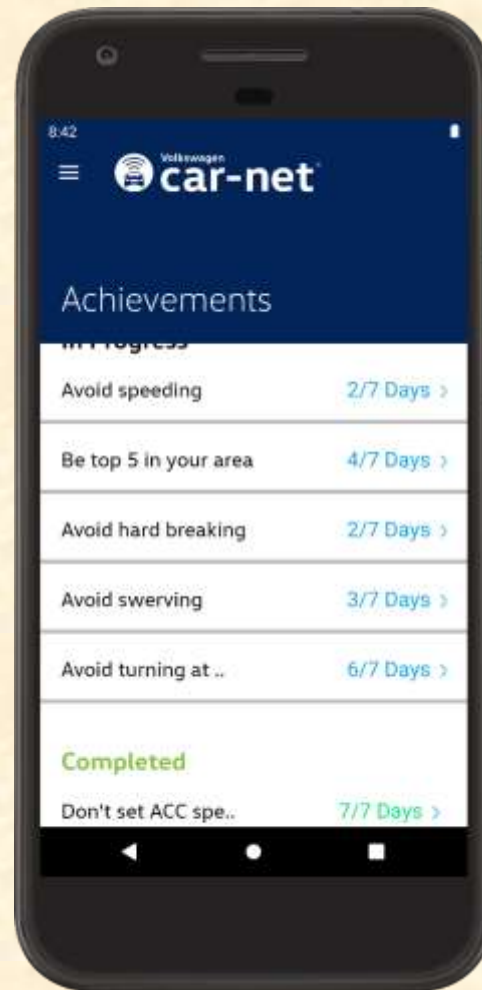 8:42
Volkswagen
car-net
Achievements
In Progress
Avoid speeding 2/7 Days >
Be top 5 in your area 4/7 Days >
Avoid hard breaking 2/7 Days >
Avoid swerving 3/7 Days >
Avoid turning at .. 6/7 Days >
Completed
Don't set ACC spe.. 7/7 Days >